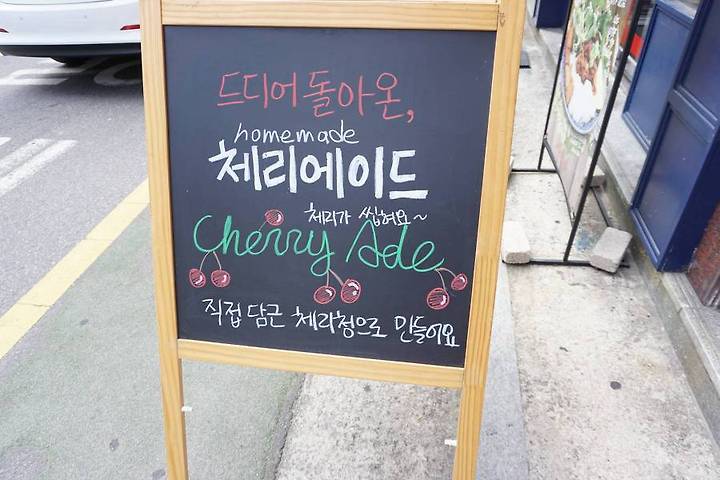 드디어 돌아온,
homemade
체리에이드
체리가 씹혀요~
Cherry Ade
직접 담근 체리청으로 만들어요